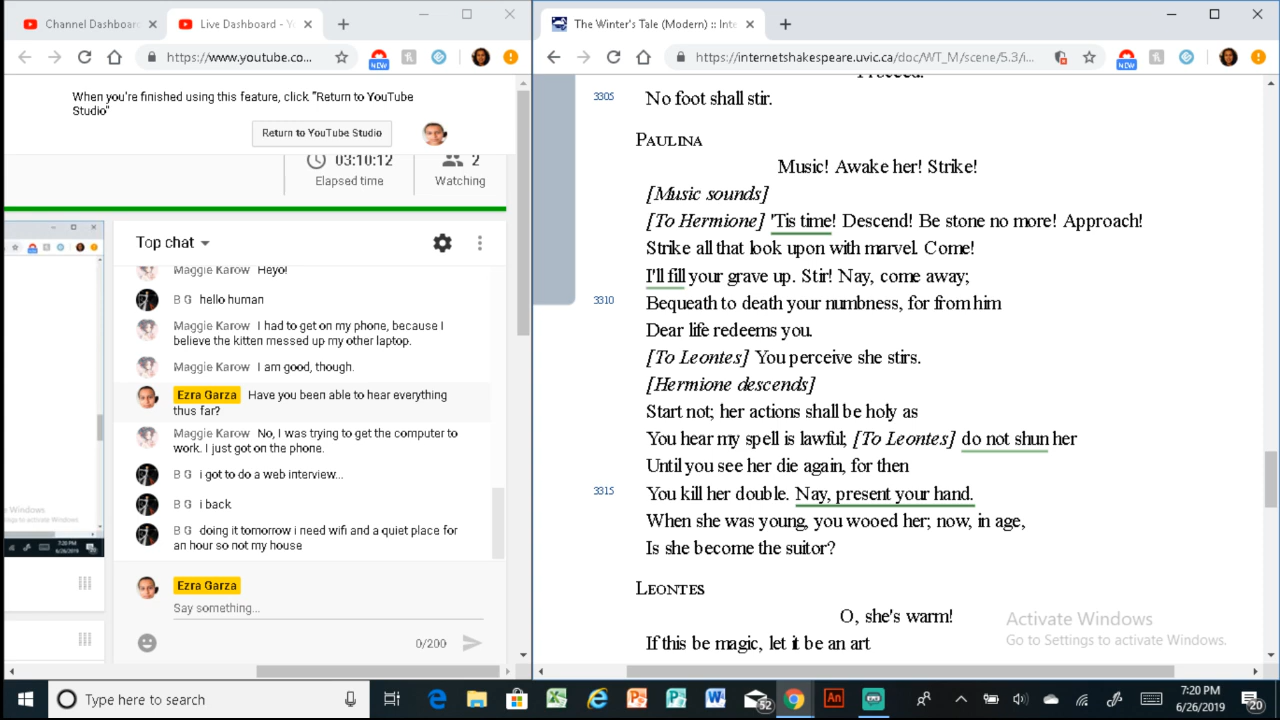 Channel Dashboard
Live Dashboard - Yo
The Winter's Tale (Modern) :: Inte
https://www.youtube.co...
NEW
https://internetshakespeare.uvic.ca/doc/WT_M/scene/5.3/i...
NEW
When you're finished using this feature, click "Return to YouTube
Studio"
Return to YouTube Studio
03:10:12
Elapsed time
2
Watching
Top chat
Maggie Karow Heyo!
B G hello human
Maggie Karow I had to get on my phone, because I
believe the kitten messed up my other laptop.
Maggie Karow I am good, though.
Ezra Garza Have you been able to hear everything
thus far?
Maggie Karow No, I was trying to get the computer to
work. I just got on the phone.
B G i got to do a web interview...
B G i back
B G doing it tomorrow i need wifi and a quiet place for
an hour so not my house
Ezra Garza
Say something...
0/200
Proceed.
3305 No foot shall stir.
PAULINA
Music! Awake her! Strike!
[Music sounds]
[To Hermione] 'Tis time! Descend! Be stone no more! Approach!
Strike all that look upon with marvel. Come!
I'll fill your grave up. Stir! Nay, come away;
3310 Bequeath to death your numbness, for from him
Dear life redeems you.
[To Leontes] You perceive she stirs.
[Hermione descends]
Start not; her actions shall be holy as
You hear my spell is lawful; [To Leontes] do not shun her
Until you see her die again, for then
3315 You kill her double. Nay, present your hand.
When she was young, you wooed her; now, in age,
Is she become the suitor?
LEONTES
O, she's warm!
If this be magic, let it be an art
Activate Windows
Go to Settings to activate Windows.
Type here to search
52
7:20 PM
6/26/2019
20